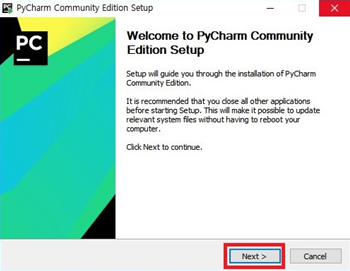 PyCharm Community Edition Setup
PC
Welcome to PyCharm Community
Edition Setup
Setup will guide you through the installation of PyCharm
Community Edition.
It is recommended that you close all other applications
before starting Setup. This will make it possible to update
relevant system files without having to reboot your
computer.
Click Next to continue.
Next >
Cancel